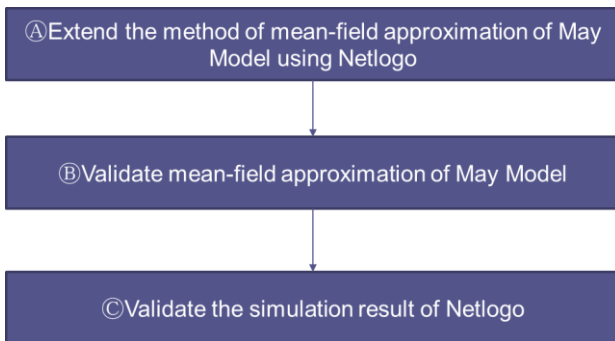 ⒶExtend the method of mean-field approximation of May
Model using Netlogo
ⒷValidate mean-field approximation of May Model
ⒸValidate the simulation result of Netlogo